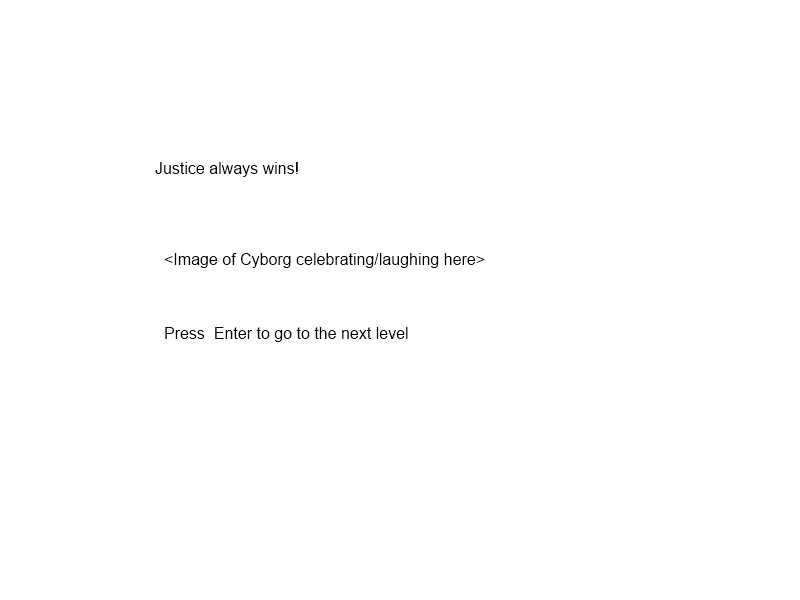 Justice always wins!
<Image of Cyborg celebrating/laughing here>
Press  Enter to go to the next level